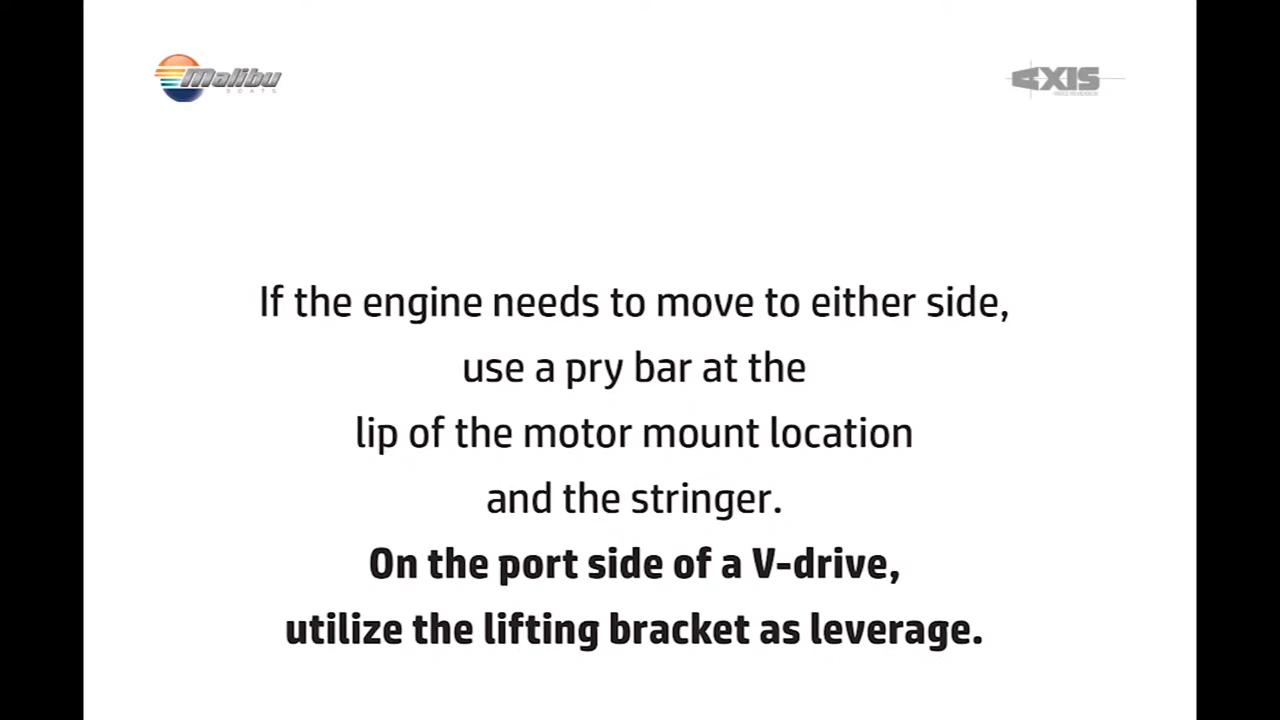 Malibu
BOATS
AXIS
If the engine needs to move to either side,
use a pry bar at the
lip of the motor mount location
and the stringer.
On the port side of a V-drive,
utilize the lifting bracket as leverage.